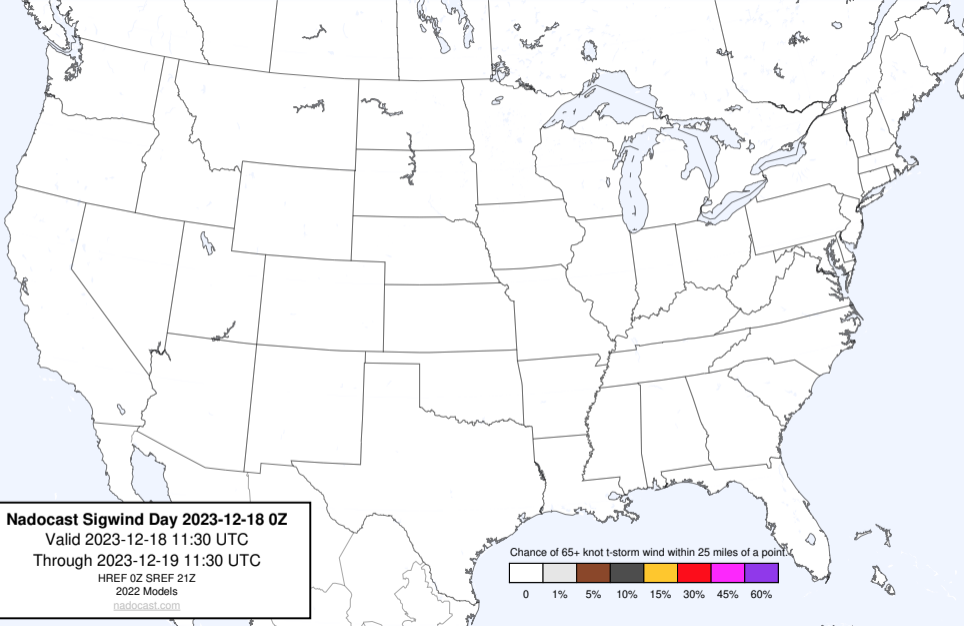 Nadocast Sigwind Day 2023-12-18 0Z
Valid 2023-12-18 11:30 UTC
Through 2023-12-19 11:30 UTC
HREF 0Z SREF 21Z
2022 Models
nadocast.com
Chance of 65+ knot t-storm wind within 25 miles of a point.
0 1% 5% 10% 15% 30% 45% 60%